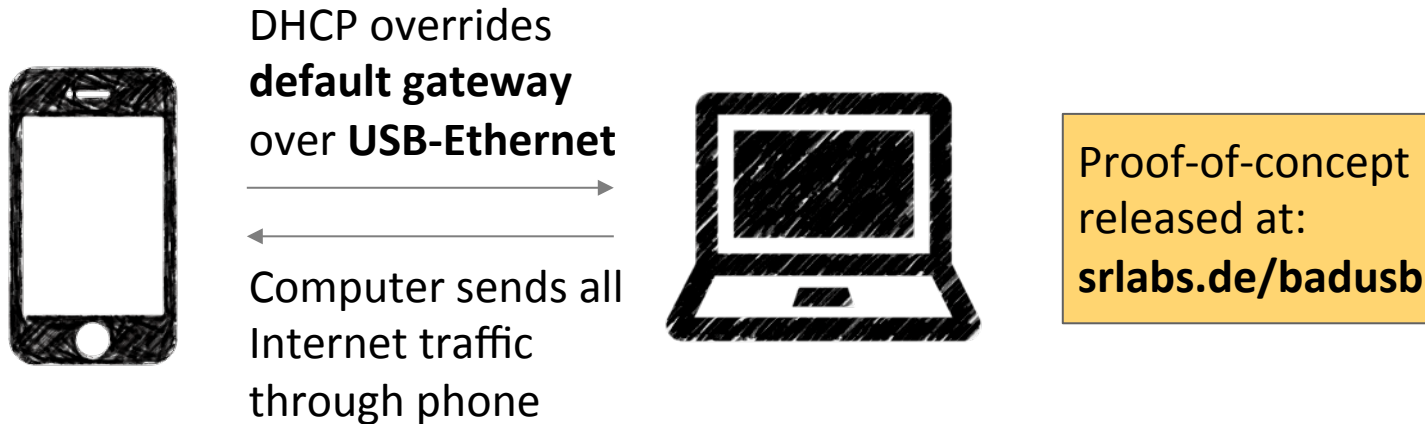 DHCP overrides
default gateway
over USB-Ethernet
Computer sends all
Internet traffic
through phone
Proof-of-concept
released at:
srlabs.de/badusb